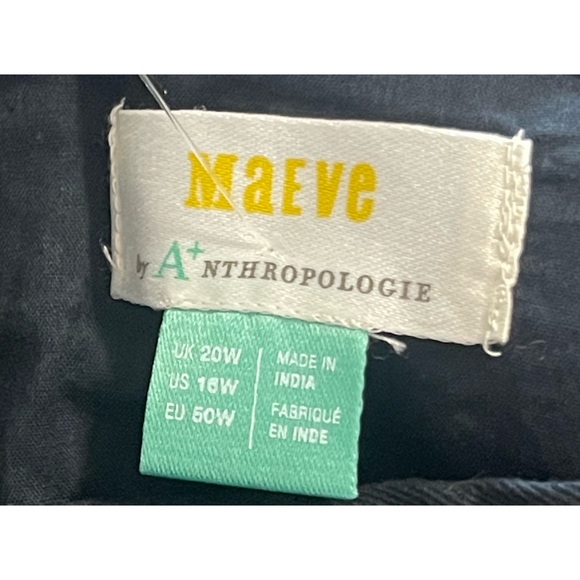 MaEve
by A+NTHROPOLOGIE
UK 20W
US 16W
EU 50W
MADE IN
INDIA
FABRIQUÉ
EN INDE